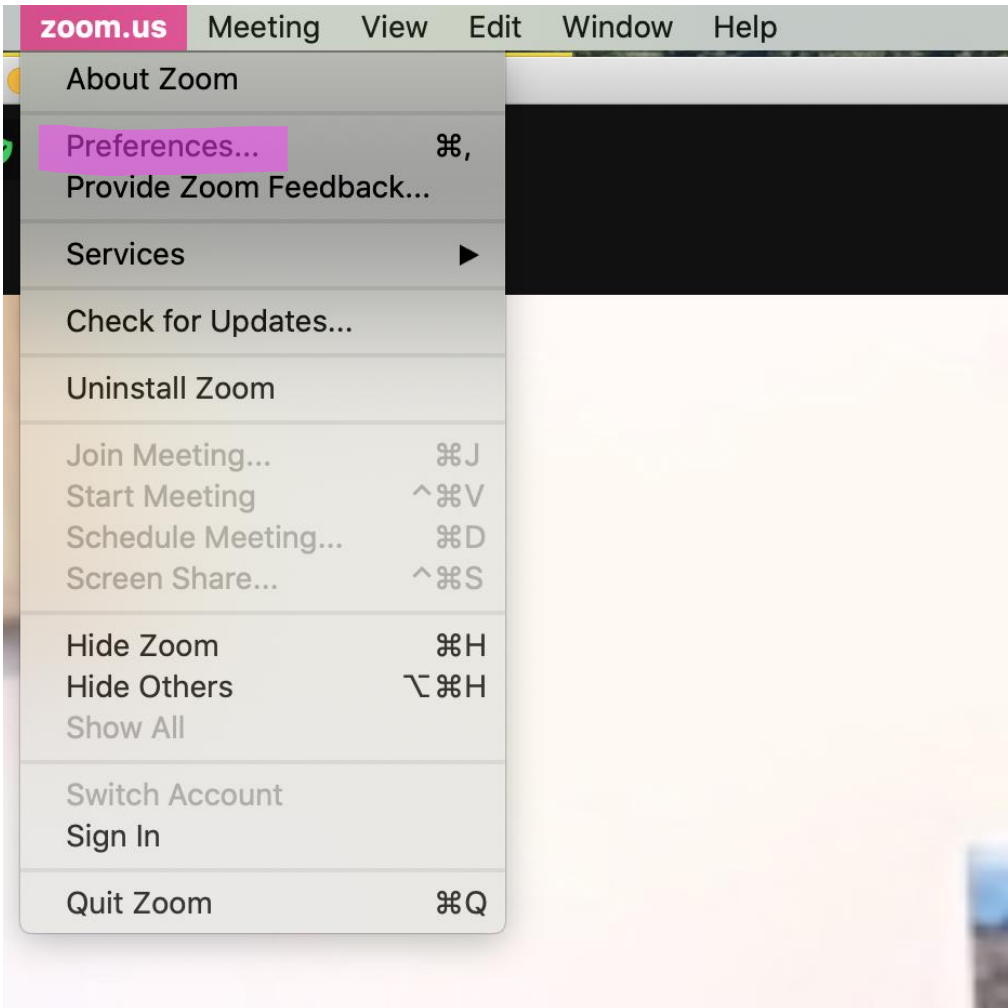 zoom.us Meeting View Edit Window Help
About Zoom
Preferences... ⌘,
Provide Zoom Feedback...
Services ▶
Check for Updates...
Uninstall Zoom
Join Meeting... ⌘J
Start Meeting ^⌘V
Schedule Meeting... ⌘D
Screen Share... ^⌘S
Hide Zoom ⌘H
Hide Others ⌥⌘H
Show All
Switch Account
Sign In
Quit Zoom ⌘Q